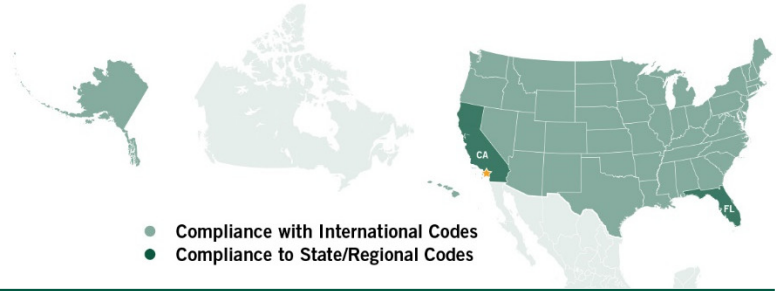 CA
FL
Compliance with International Codes
Compliance to State/Regional Codes